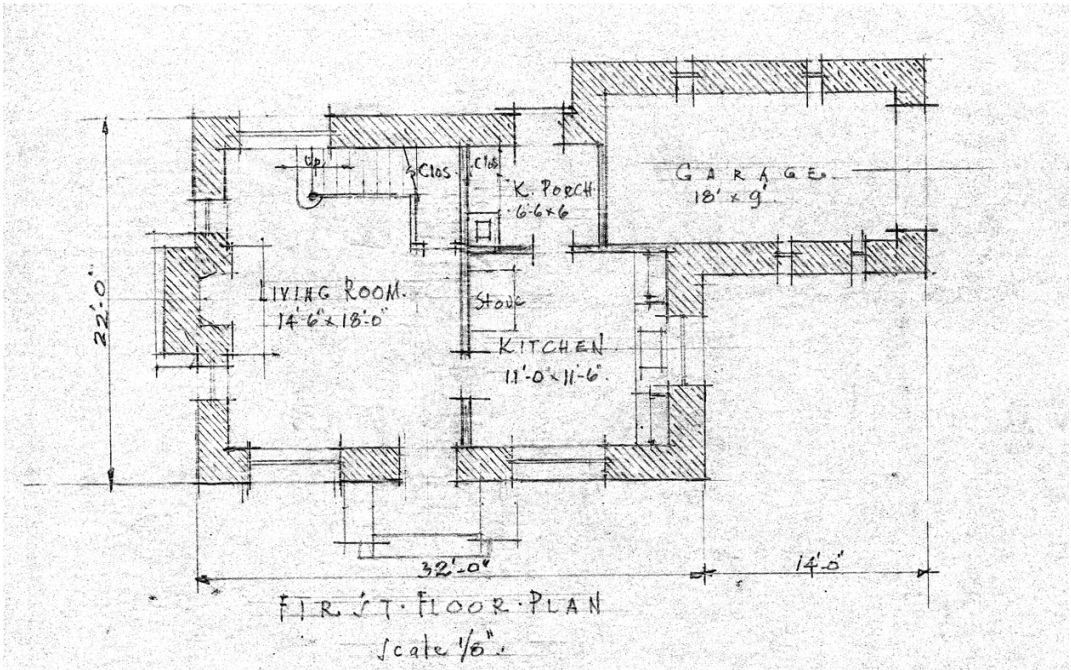 Up
Clos.
Clos
K. PORCH
6-6 x 6
GARAGE
18' x 9'
22'-0"
LIVING ROOM.
14'-6" x 18'-0"
Stove
KITCHEN
11'-0 x 11'-6"
32'-0"
14'-0"
FIRST·FLOOR·PLAN
scale 1/8".